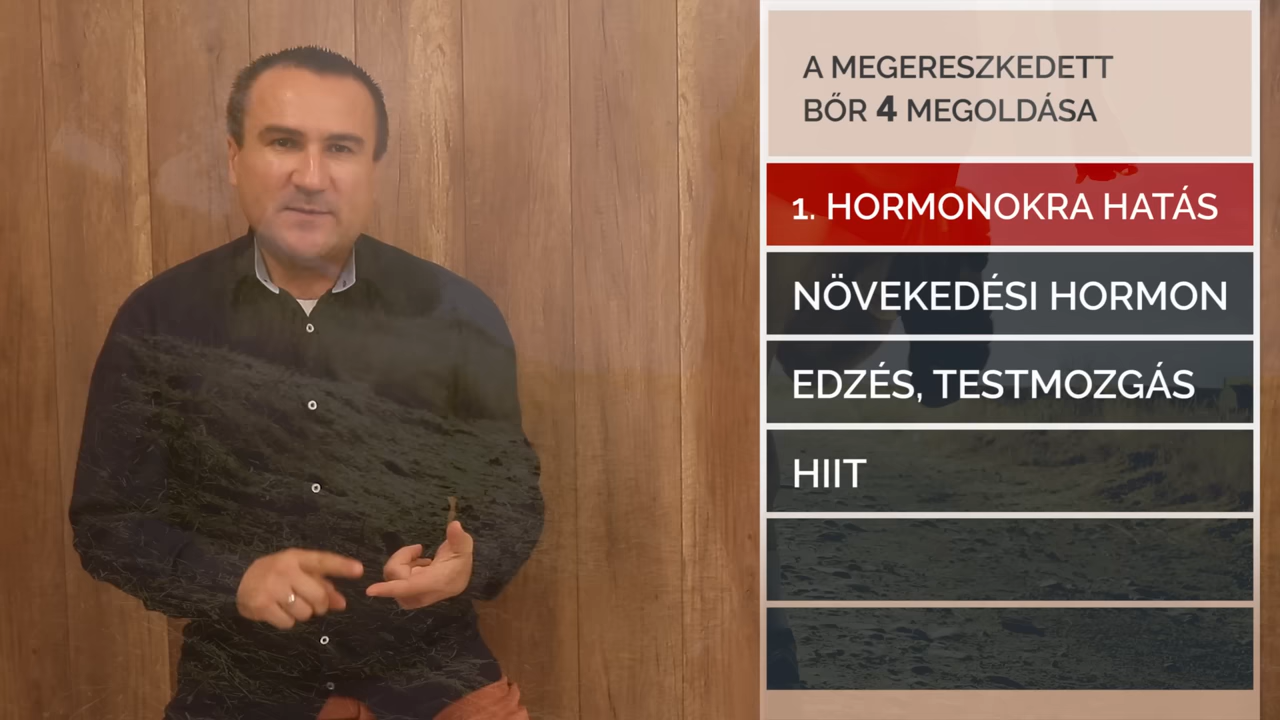 A MEGERESZKEDETT
BŐR 4 MEGOLDÁSA
1. HORMONOKRA HATÁS
NÖVEKEDÉSI HORMON
EDZÉS, TESTMOZGÁS
HIIT